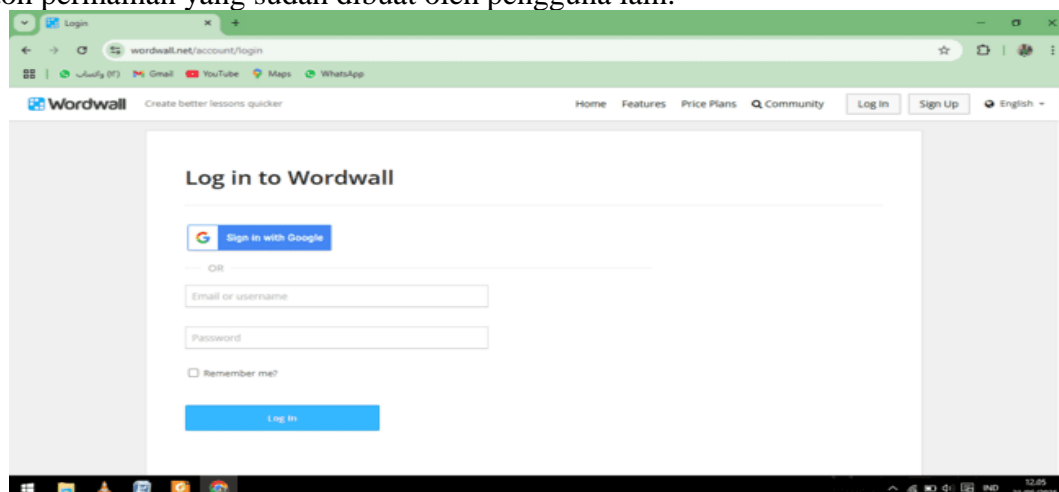 permainan yang sudah dibuat oleh pengguna lain.
Login
wordwall.net/account/login
واتساب (٢) Gmail YouTube Maps WhatsApp
Wordwall Create better lessons quicker Home Features Price Plans Community Log In Sign Up English
Log in to Wordwall
G Sign in with Google
OR
Email or username
Password
Remember me?
Log In
IND 12.05